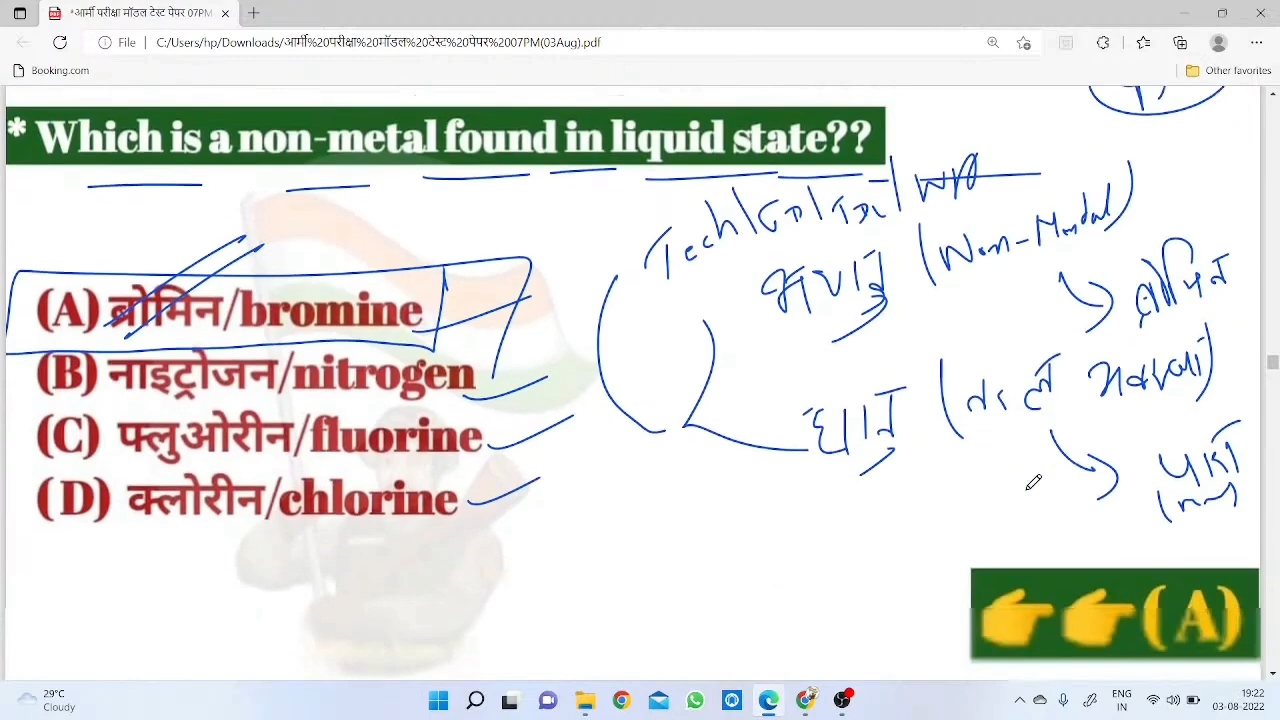 *आर्मी परीक्षा मॉडल टेस्ट पेपर 07PM
File
C:/Users/hp/Downloads/आर्मी%20परीक्षा%20मॉडल%20टेस्ट%20पेपर%2007PM(03Aug).pdf
Booking.com
Other favorites
* Which is a non-metal found in liquid state??
Tech
अधातु
(A) ब्रोमिन/bromine
(B) नाइट्रोजन/nitrogen
(C) फ्लुओरीन/fluorine
(D) क्लोरीन/chlorine
धातु
(A)
29°C
Cloudy
ENG
IN
19:22
03-08-2022